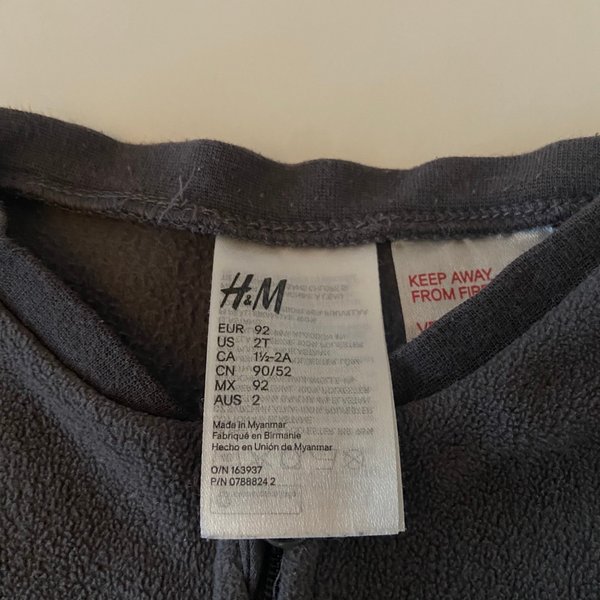 H&M
EUR 92
US 2T
CA 1½-2A
CN 90/52
MX 92
AUS 2
Made in Myanmar
Fabriqué en Birmanie
Hecho en Unión de Myanmar
O/N 163937
P/N 0788824 2
KEEP AWAY
FROM FIRE